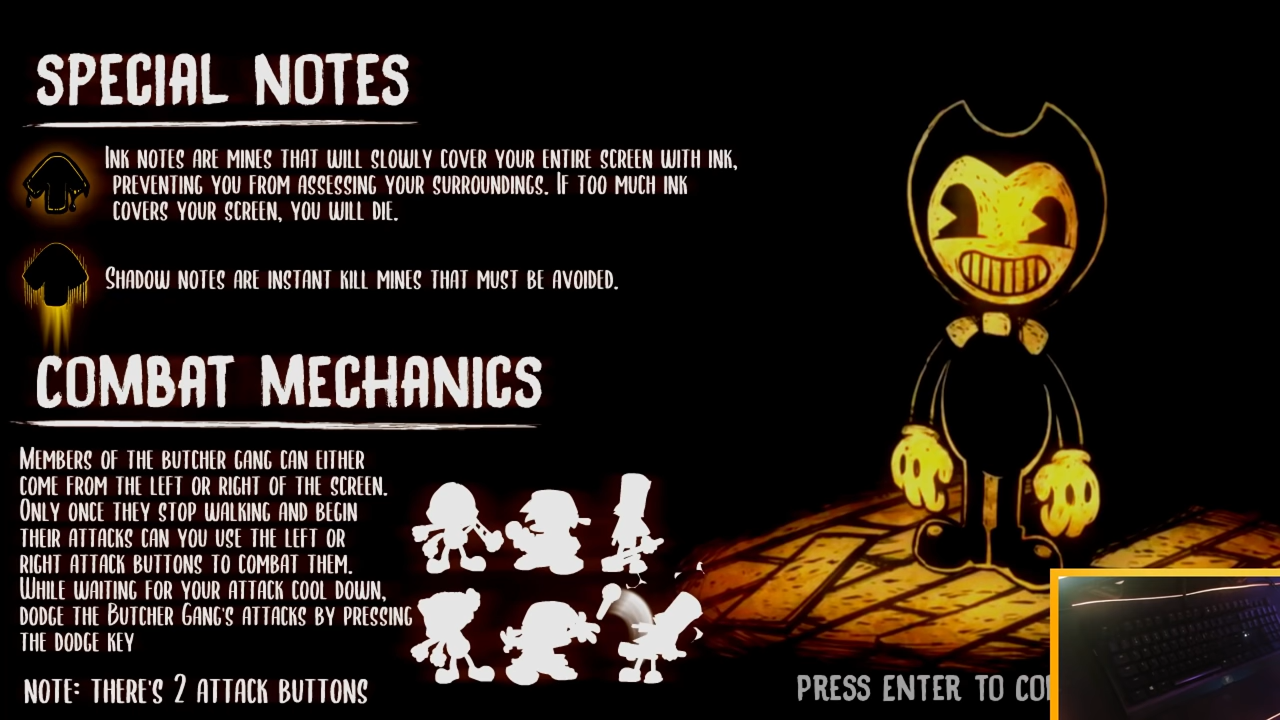 SPECIAL NOTES
INK NOTES ARE MINES THAT WILL SLOWLY COVER YOUR ENTIRE SCREEN WITH INK,
PREVENTING YOU FROM ASSESSING YOUR SURROUNDINGS. IF TOO MUCH INK
COVERS YOUR SCREEN, YOU WILL DIE.
SHADOW NOTES ARE INSTANT KILL MINES THAT MUST BE AVOIDED.
COMBAT MECHANICS
MEMBERS OF THE BUTCHER GANG CAN EITHER
COME FROM THE LEFT OR RIGHT OF THE SCREEN.
ONLY ONCE THEY STOP WALKING AND BEGIN
THEIR ATTACKS CAN YOU USE THE LEFT OR
RIGHT ATTACK BUTTONS TO COMBAT THEM.
WHILE WAITING FOR YOUR ATTACK COOL DOWN,
DODGE THE BUTCHER GANG'S ATTACKS BY PRESSING
THE DODGE KEY
NOTE: THERE'S 2 ATTACK BUTTONS
PRESS ENTER TO